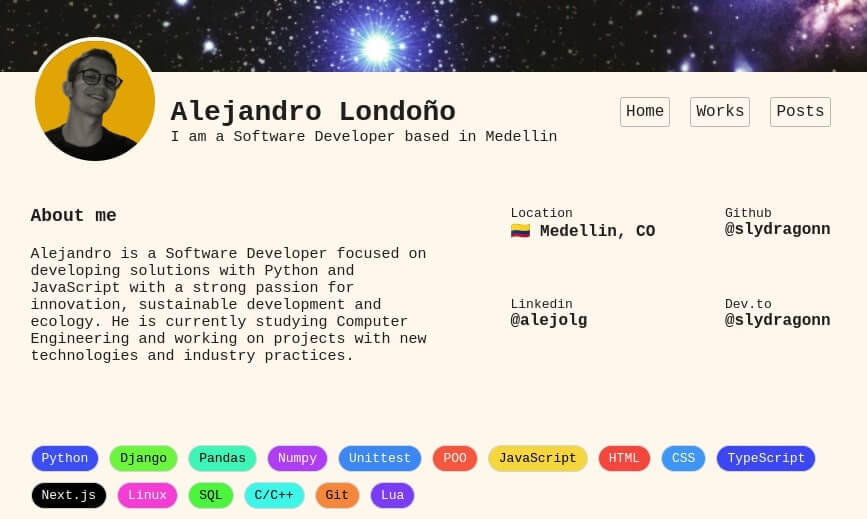 Alejandro Londoño
I am a Software Developer based in Medellin
Home Works Posts
About me
Alejandro is a Software Developer focused on
developing solutions with Python and
JavaScript with a strong passion for
innovation, sustainable development and
ecology. He is currently studying Computer
Engineering and working on projects with new
technologies and industry practices.
Location
🇨🇴 Medellin, CO
Github
@slydragonn
Linkedin
@alejolg
Dev.to
@slydragonn
Python Django Pandas Numpy Unittest POO JavaScript HTML CSS TypeScript
Next.js Linux SQL C/C++ Git Lua